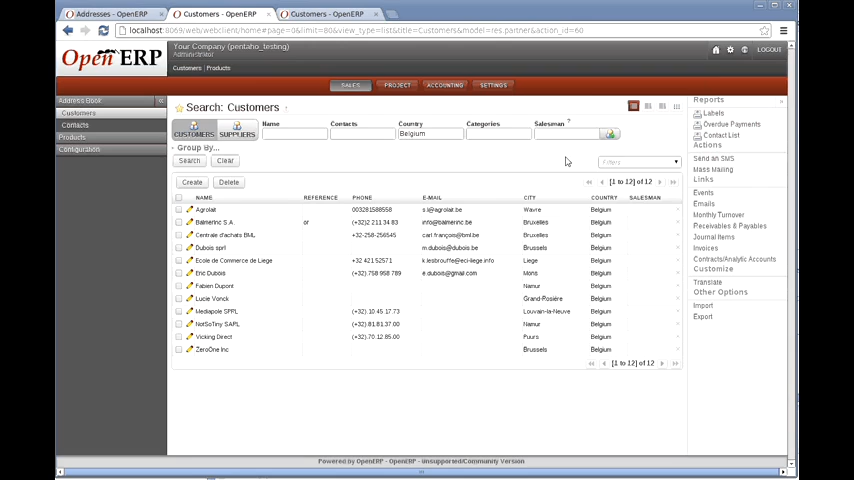 Addresses - OpenERP
Customers - OpenERP
Customers - OpenERP
localhost:8069/web/webclient/home#page=0&limit=80&view_type=list&title=Customers&model=res.partner&action_id=60
Open ERP
Your Company (pentaho_testing)
Administrator
LOGOUT
Customers Products
SALES PROJECT ACCOUNTING SETTINGS
Address Book
Customers
Contacts
Products
Configuration
Search: Customers
CUSTOMERS SUPPLIERS
Name Contacts Country Categories Salesman ?
Belgium
Group By...
Search Clear
Filters
Create Delete
[1 to 12] of 12
NAME REFERENCE PHONE E-MAIL CITY COUNTRY SALESMAN
Agrolait 003281588558 s.l@agrolait.be Wavre Belgium
BalmerInc S.A. or (+32)2 211 34 83 info@balmerinc.be Bruxelles Belgium
Centrale d'achats BML +32-258-256545 carl.françois@bml.be Bruxelles Belgium
Dubois sprl m.dubois@dubois.be Brussels Belgium
Ecole de Commerce de Liege +32 421 52571 k.lesbrouffe@eci-liege.info Liege Belgium
Eric Dubois (+32).758 958 789 e.dubois@gmail.com Mons Belgium
Fabien Dupont Namur Belgium
Lucie Vonck Grand-Rosière Belgium
Mediapole SPRL (+32).10.45.17.73 Louvain-la-Neuve Belgium
NotSoTiny SARL (+32).81.81.37.00 Namur Belgium
Vicking Direct (+32).70.12.85.00 Puurs Belgium
ZeroOne Inc Brussels Belgium
[1 to 12] of 12
Reports
Labels
Overdue Payments
Contact List
Actions
Send an SMS
Mass Mailing
Links
Events
Emails
Monthly Turnover
Receivables & Payables
Journal Items
Invoices
Contracts/Analytic Accounts
Customize
Translate
Other Options
Import
Export
Powered by OpenERP - OpenERP - Unsupported/Community Version